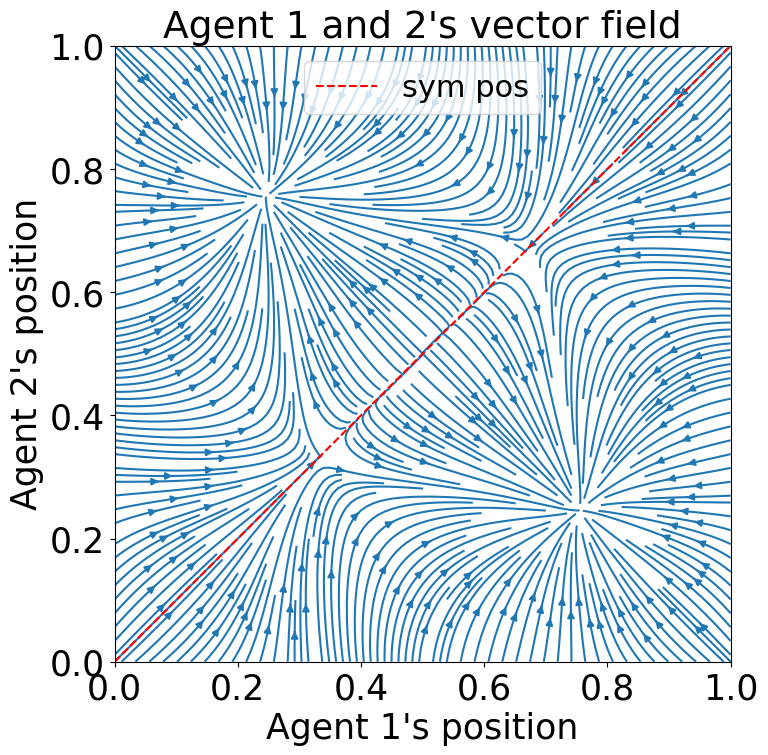 Agent 1 and 2's vector field
sym pos
1.0
0.8
0.6
0.4
0.2
0.0
Agent 2's position
0.0 0.2 0.4 0.6 0.8 1.0
Agent 1's position